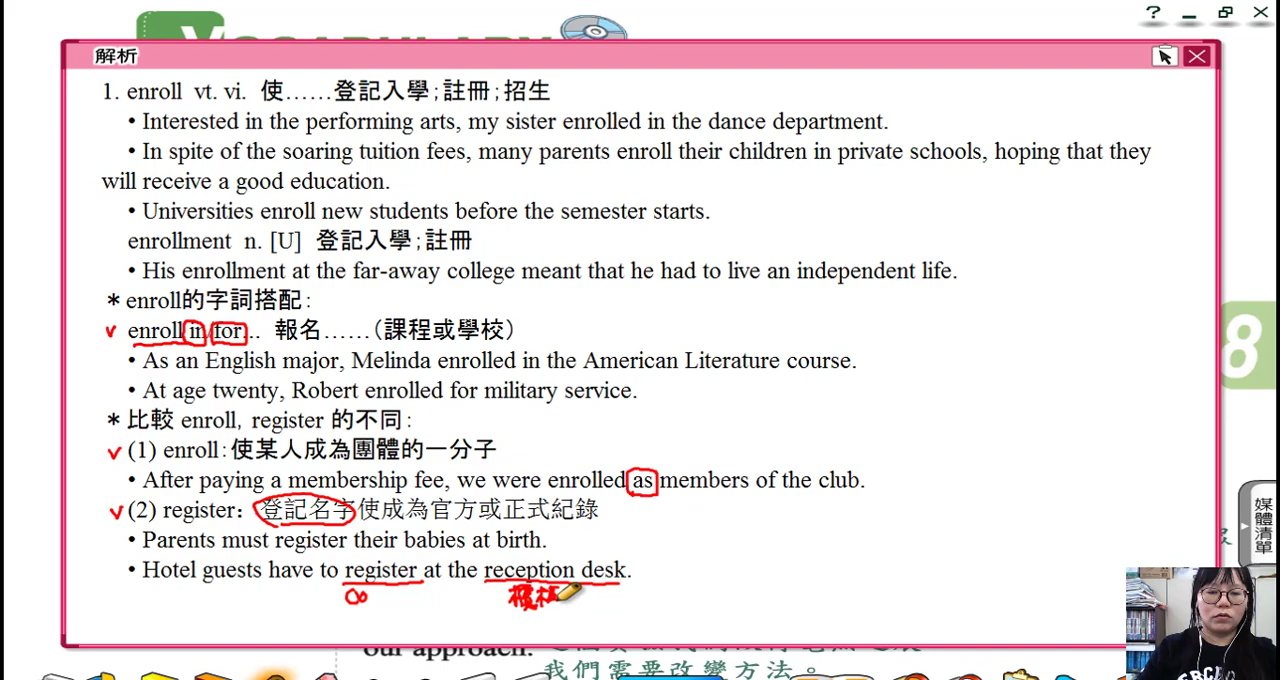 VOCABULARY
解析
1. enroll vt. vi. 使……登記入學;註冊;招生
• Interested in the performing arts, my sister enrolled in the dance department.
• In spite of the soaring tuition fees, many parents enroll their children in private schools, hoping that they
will receive a good education.
• Universities enroll new students before the semester starts.
enrollment n. [U] 登記入學;註冊
• His enrollment at the far-away college meant that he had to live an independent life.
＊enroll的字詞搭配:
enroll in/for... 報名……(課程或學校)
• As an English major, Melinda enrolled in the American Literature course.
• At age twenty, Robert enrolled for military service.
＊比較 enroll, register 的不同:
(1) enroll:使某人成為團體的一分子
• After paying a membership fee, we were enrolled as members of the club.
(2) register: 登記名字使成為官方或正式紀錄
• Parents must register their babies at birth.
• Hotel guests have to register at the reception desk.
櫃檯
8
媒體清單
our approach.
我們需要改變方法。